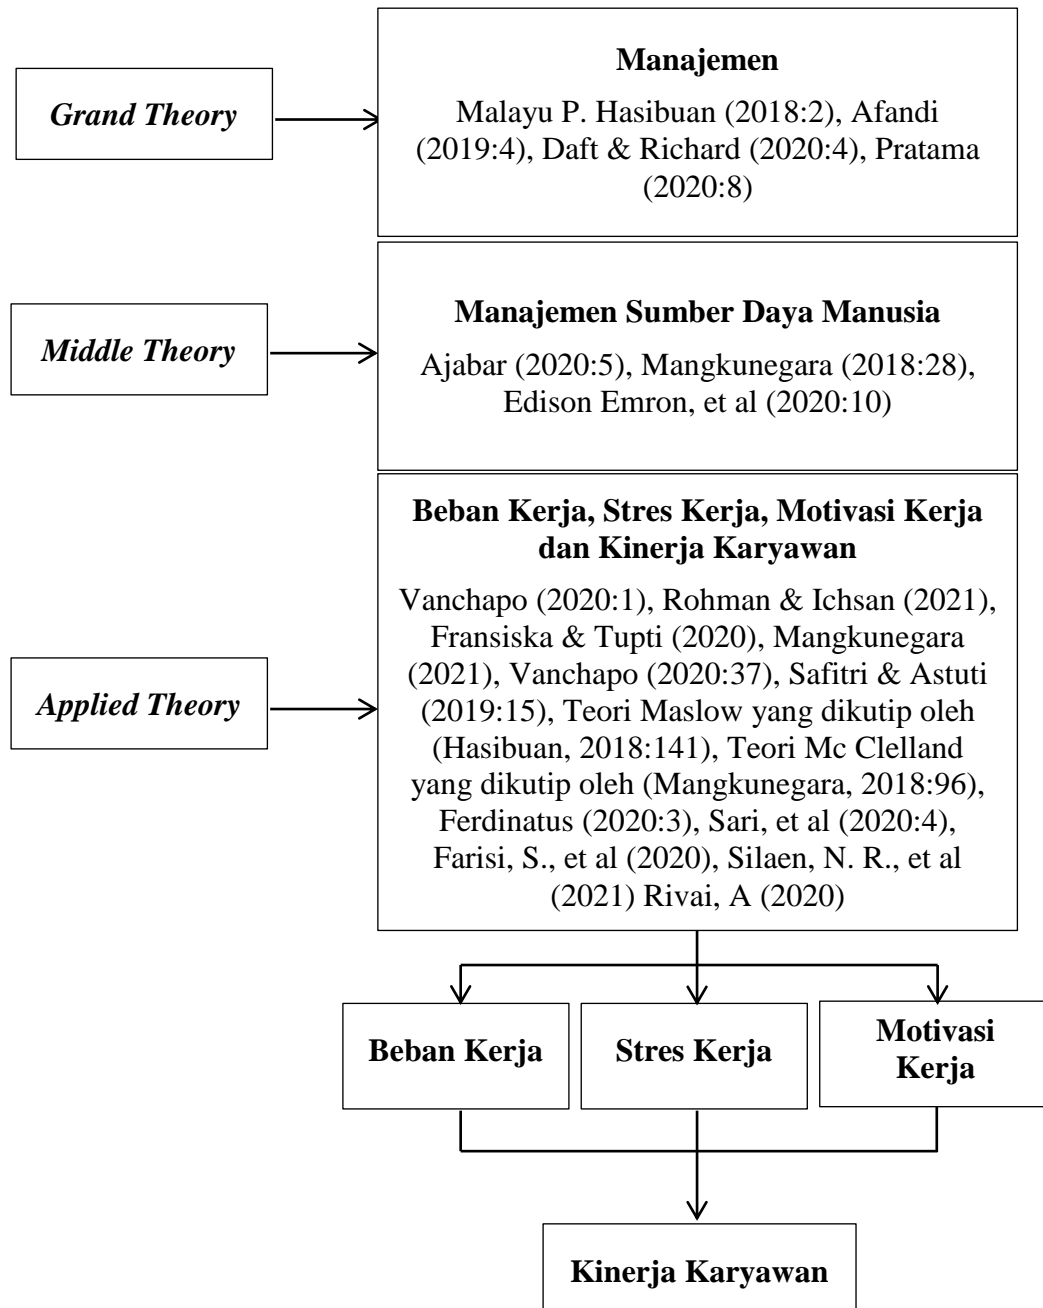 Grand Theory
Manajemen
Malayu P. Hasibuan (2018:2), Afandi
(2019:4), Daft & Richard (2020:4), Pratama
(2020:8)
Middle Theory
Manajemen Sumber Daya Manusia
Ajabar (2020:5), Mangkunegara (2018:28),
Edison Emron, et al (2020:10)
Applied Theory
Beban Kerja, Stres Kerja, Motivasi Kerja
dan Kinerja Karyawan
Vanchapo (2020:1), Rohman & Ichsan (2021),
Fransiska & Tupti (2020), Mangkunegara
(2021), Vanchapo (2020:37), Safitri & Astuti
(2019:15), Teori Maslow yang dikutip oleh
(Hasibuan, 2018:141), Teori Mc Clelland
yang dikutip oleh (Mangkunegara, 2018:96),
Ferdinatus (2020:3), Sari, et al (2020:4),
Farisi, S., et al (2020), Silaen, N. R., et al
(2021) Rivai, A (2020)
Beban Kerja
Stres Kerja
Motivasi
Kerja
Kinerja Karyawan